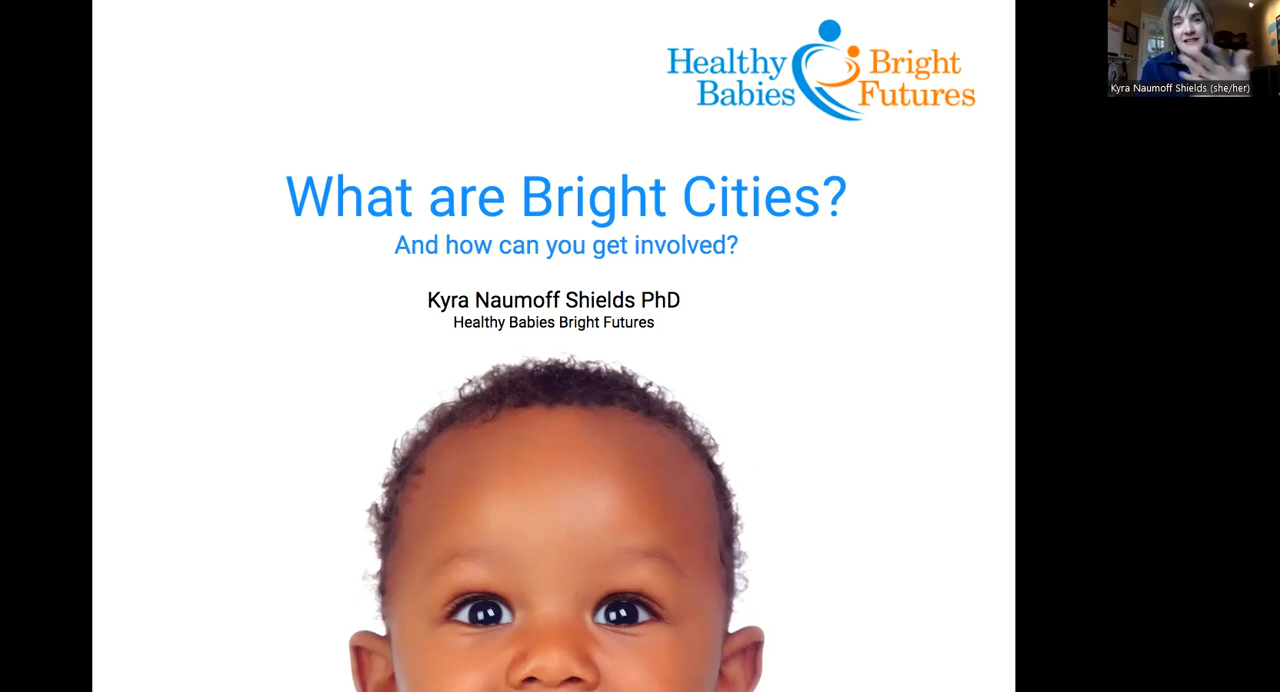 Healthy Bright
Babies Futures
What are Bright Cities?
And how can you get involved?
Kyra Naumoff Shields PhD
Healthy Babies Bright Futures
Kyra Naumoff Shields (she/her)